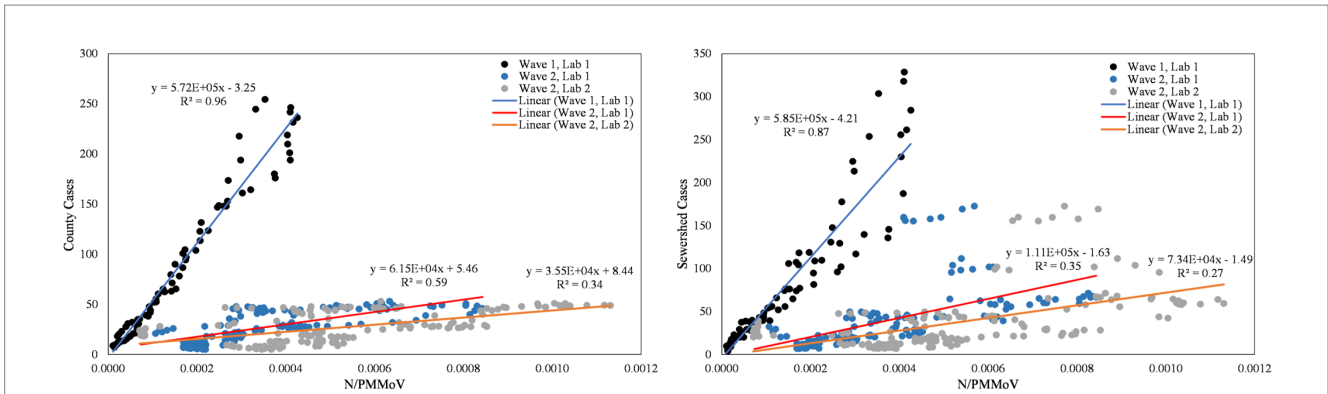 300
250
200
150
100
50
0
County Cases
0.0000
0.0002
0.0004
0.0006
0.0008
0.0010
0.0012
N/PMMoV
y = 5.72E+05x - 3.25
R² = 0.96
Wave 1, Lab 1
Wave 2, Lab 1
Wave 2, Lab 2
Linear (Wave 1, Lab 1)
Linear (Wave 2, Lab 1)
Linear (Wave 2, Lab 2)
y = 6.15E+04x + 5.46
R² = 0.59
y = 3.55E+04x + 8.44
R² = 0.34
350
300
250
200
150
100
50
0
Sewershed Cases
0.0000
0.0002
0.0004
0.0006
0.0008
0.0010
0.0012
N/PMMoV
y = 5.85E+05x - 4.21
R² = 0.87
Wave 1, Lab 1
Wave 2, Lab 1
Wave 2, Lab 2
Linear (Wave 1, Lab 1)
Linear (Wave 2, Lab 1)
Linear (Wave 2, Lab 2)
y = 1.11E+05x - 1.63
R² = 0.35
y = 7.34E+04x - 1.49
R² = 0.27